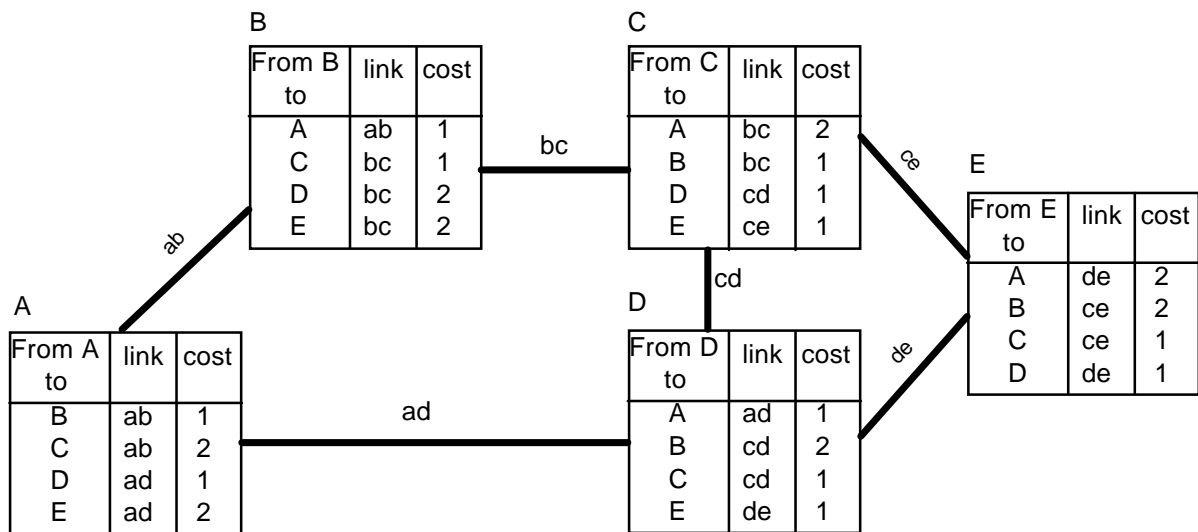 B
From B link cost
to
A ab 1
C bc 1
D bc 2
E bc 2
bc
C
From C link cost
to
A bc 2
B bc 1
D cd 1
E ce 1
ce
E
From E link cost
to
A de 2
B ce 2
C ce 1
D de 1
ab
cd
A
From A link cost
to
B ab 1
C ab 2
D ad 1
E ad 2
ad
D
From D link cost
to
A ad 1
B cd 2
C cd 1
E de 1
de